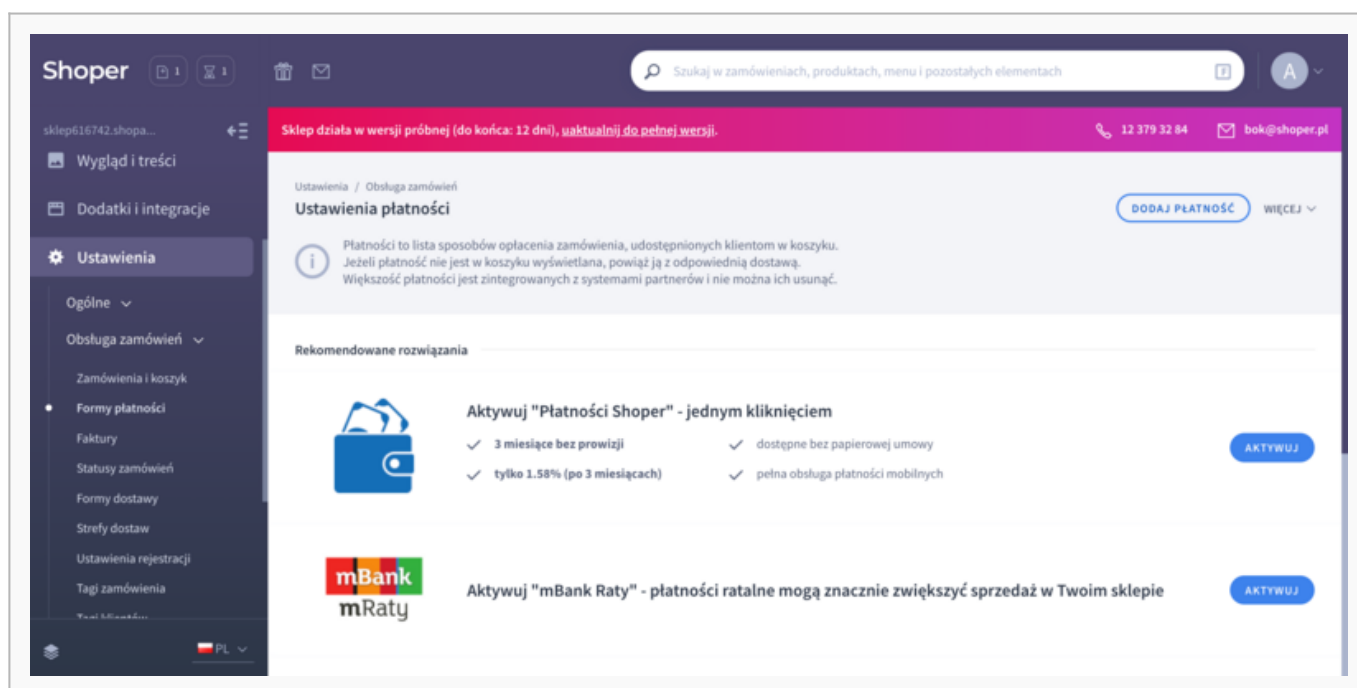 Shoper
1
1
Szukaj w zamówieniach, produktach, menu i pozostałych elementach
F
A
sklep616742.shopa...
Wygląd i treści
Dodatki i integracje
Ustawienia
Ogólne
Obsługa zamówień
Zamówienia i koszyk
Formy płatności
Faktury
Statusy zamówień
Formy dostawy
Strefy dostaw
Ustawienia rejestracji
Tagi zamówienia
Tagi klientów
PL
Sklep działa w wersji próbnej (do końca: 12 dni), uaktualnij do pełnej wersji.
12 379 32 84
bok@shoper.pl
Ustawienia / Obsługa zamówień
Ustawienia płatności
DODAJ PŁATNOŚĆ
WIĘCEJ
Płatności to lista sposobów opłacenia zamówienia, udostępnionych klientom w koszyku.
Jeżeli płatność nie jest w koszyku wyświetlana, powiąż ją z odpowiednią dostawą.
Większość płatności jest zintegrowanych z systemami partnerów i nie można ich usunąć.
Rekomendowane rozwiązania
Aktywuj "Płatności Shoper" - jednym kliknięciem
3 miesiące bez prowizji
dostępne bez papierowej umowy
tylko 1.58% (po 3 miesiącach)
pełna obsługa płatności mobilnych
AKTYWUJ
mBank
mRaty
Aktywuj "mBank Raty" - płatności ratalne mogą znacznie zwiększyć sprzedaż w Twoim sklepie
AKTYWUJ